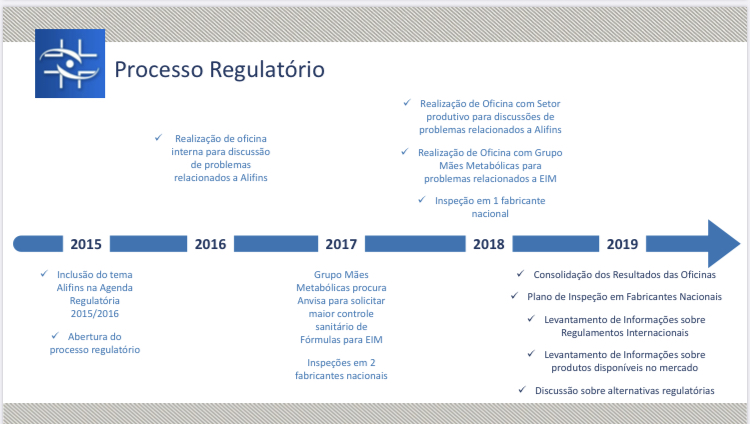 Processo Regulatório
✓ Realização de oficina
interna para discussão
de problemas
relacionados a Alifins
✓ Realização de Oficina com Setor
produtivo para discussões de
problemas relacionados a Alifins
✓ Realização de Oficina com Grupo
Mães Metabólicas para
problemas relacionados a EIM
✓ Inspeção em 1 fabricante
nacional
2015 2016 2017 2018 2019
✓ Inclusão do tema
Alifins na Agenda
Regulatória
2015/2016
✓ Abertura do
processo regulatório
Grupo Mães
Metabólicas procura
Anvisa para solicitar
maior controle
sanitário de
Fórmulas para EIM
Inspeções em 2
fabricantes nacionais
✓ Consolidação dos Resultados das Oficinas
✓ Plano de Inspeção em Fabricantes Nacionais
✓ Levantamento de Informações sobre
Regulamentos Internacionais
✓ Levantamento de Informações sobre
produtos disponíveis no mercado
✓ Discussão sobre alternativas regulatórias